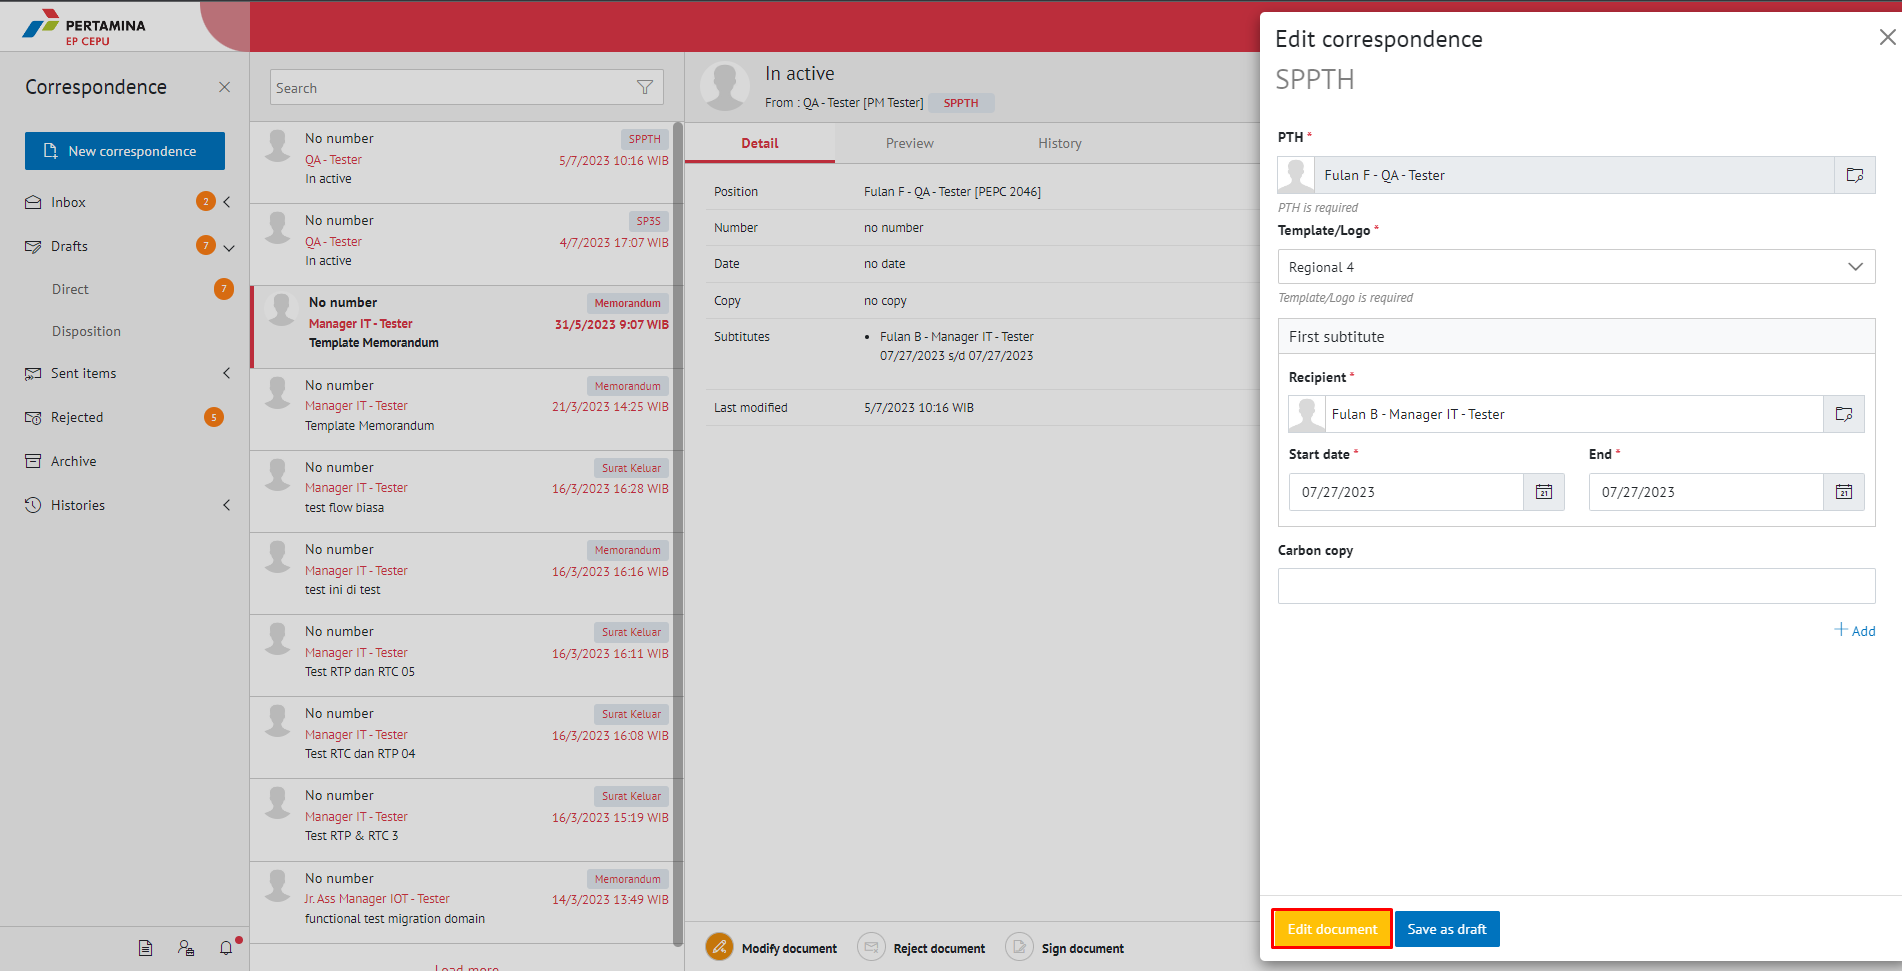 PERTAMINA
EP CEPU
Correspondence
New correspondence
Inbox
2
Drafts
7
Direct
7
Disposition
Sent items
Rejected
5
Archive
Histories
Search
No number
SPPTH
QA - Tester
5/7/2023 10:16 WIB
In active
No number
SP3S
QA - Tester
4/7/2023 17:07 WIB
In active
No number
Memorandum
Manager IT - Tester
31/5/2023 9:07 WIB
Template Memorandum
No number
Memorandum
Manager IT - Tester
21/3/2023 14:25 WIB
Template Memorandum
No number
Surat Keluar
Manager IT - Tester
16/3/2023 16:28 WIB
test flow biasa
No number
Memorandum
Manager IT - Tester
16/3/2023 16:16 WIB
test ini di test
No number
Surat Keluar
Manager IT - Tester
16/3/2023 16:11 WIB
Test RTP dan RTC 05
No number
Surat Keluar
Manager IT - Tester
16/3/2023 16:08 WIB
Test RTC dan RTP 04
No number
Surat Keluar
Manager IT - Tester
16/3/2023 15:19 WIB
Test RTP & RTC 3
No number
Memorandum
Jr. Ass Manager IOT - Tester
14/3/2023 13:49 WIB
functional test migration domain
Load more
In active
From : QA - Tester [PM Tester]
SPPTH
Detail
Preview
History
Position
Fulan F - QA - Tester [PEPC 2046]
Number
no number
Date
no date
Copy
no copy
Subtitutes
• Fulan B - Manager IT - Tester
07/27/2023 s/d 07/27/2023
Last modified
5/7/2023 10:16 WIB
Modify document
Reject document
Sign document
Edit correspondence
SPPTH
PTH *
Fulan F - QA - Tester
PTH is required
Template/Logo *
Regional 4
Template/Logo is required
First subtitute
Recipient *
Fulan B - Manager IT - Tester
Start date *
End *
07/27/2023
21
07/27/2023
21
Carbon copy
+ Add
Edit document
Save as draft